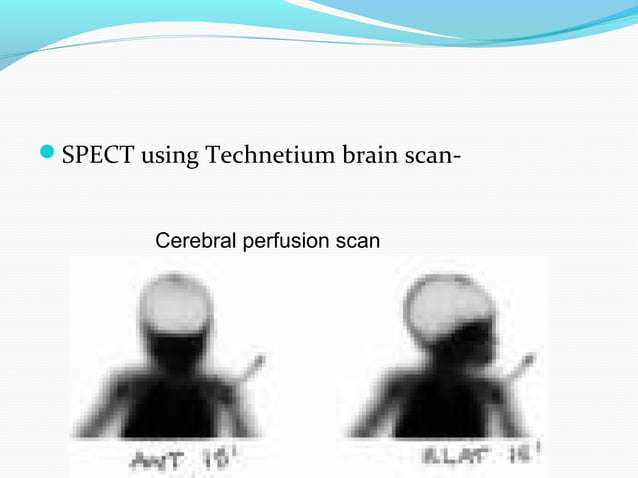 SPECT using Technetium brain scan-
Cerebral perfusion scan
ANT 15'
RLAT 15'